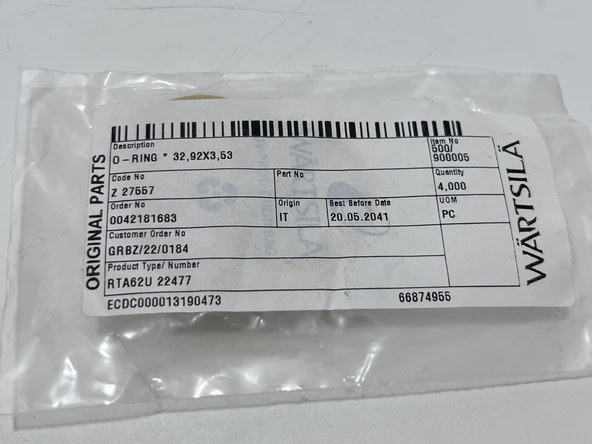 ORIGINAL PARTS
Description
O-RING * 32,92X3,53
Item No
500/
900005
Code No
Z 27557
Part No
Quantity
4,000
Order No
0042181683
Origin
IT
Best Before Date
20.05.2041
UOM
PC
Customer Order No
GRBZ/22/0184
Product Type/ Number
RTA62U 22477
ECDC000013190473
66874955
WÄRTSILÄ
WÄRTSILÄ